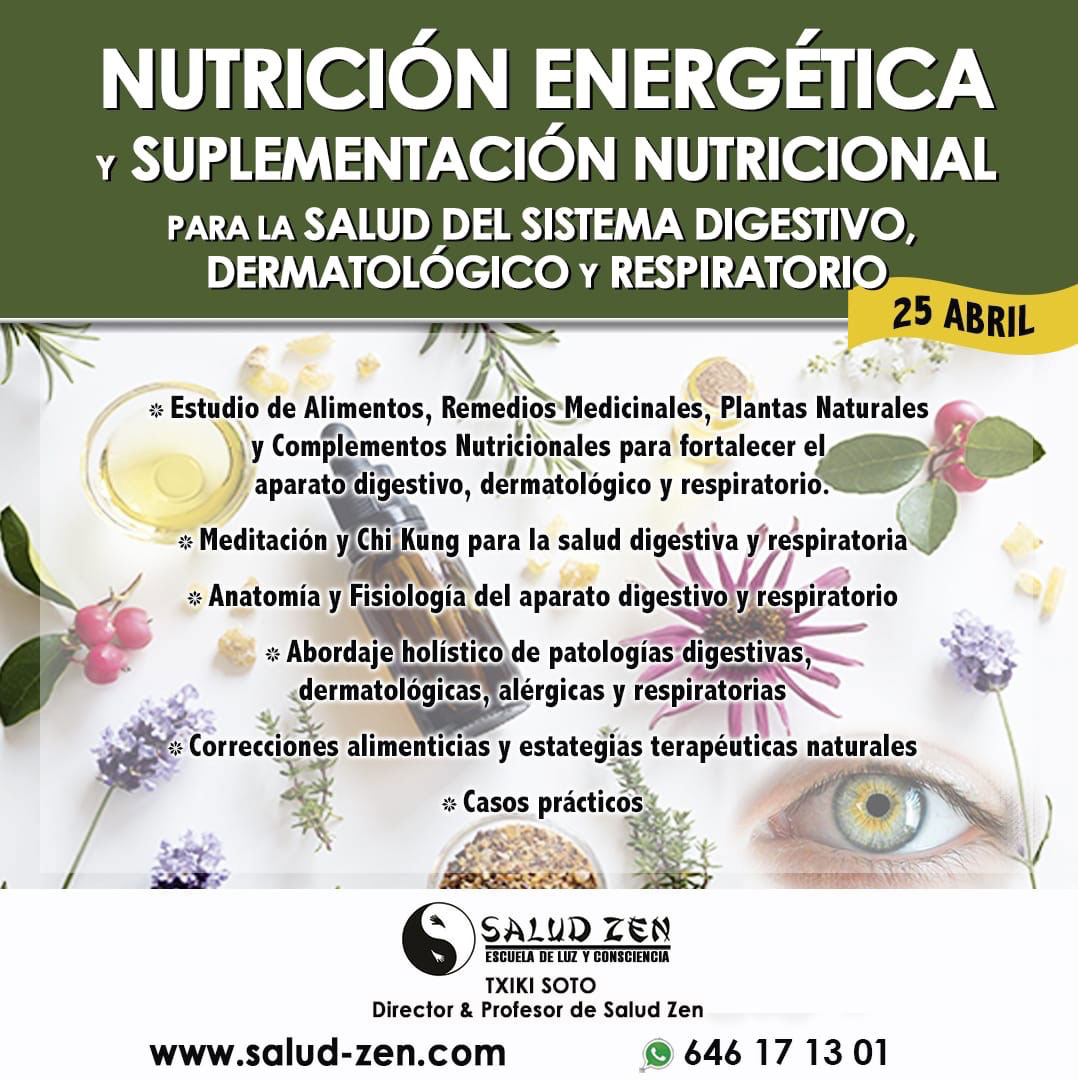 NUTRICIÓN ENERGÉTICA
Y SUPLEMENTACIÓN NUTRICIONAL
PARA LA SALUD DEL SISTEMA DIGESTIVO,
DERMATOLÓGICO Y RESPIRATORIO
25 ABRIL
* Estudio de Alimentos, Remedios Medicinales, Plantas Naturales
y Complementos Nutricionales para fortalecer el
aparato digestivo, dermatológico y respiratorio.
* Meditación y Chi Kung para la salud digestiva y respiratoria
* Anatomía y Fisiología del aparato digestivo y respiratorio
* Abordaje holístico de patologías digestivas,
dermatológicas, alérgicas y respiratorias
* Correcciones alimenticias y estategias terapéuticas naturales
* Casos prácticos
SALUD ZEN
ESCUELA DE LUZ Y CONSCIENCIA
TXIKI SOTO
Director & Profesor de Salud Zen
www.salud-zen.com 646 17 13 01